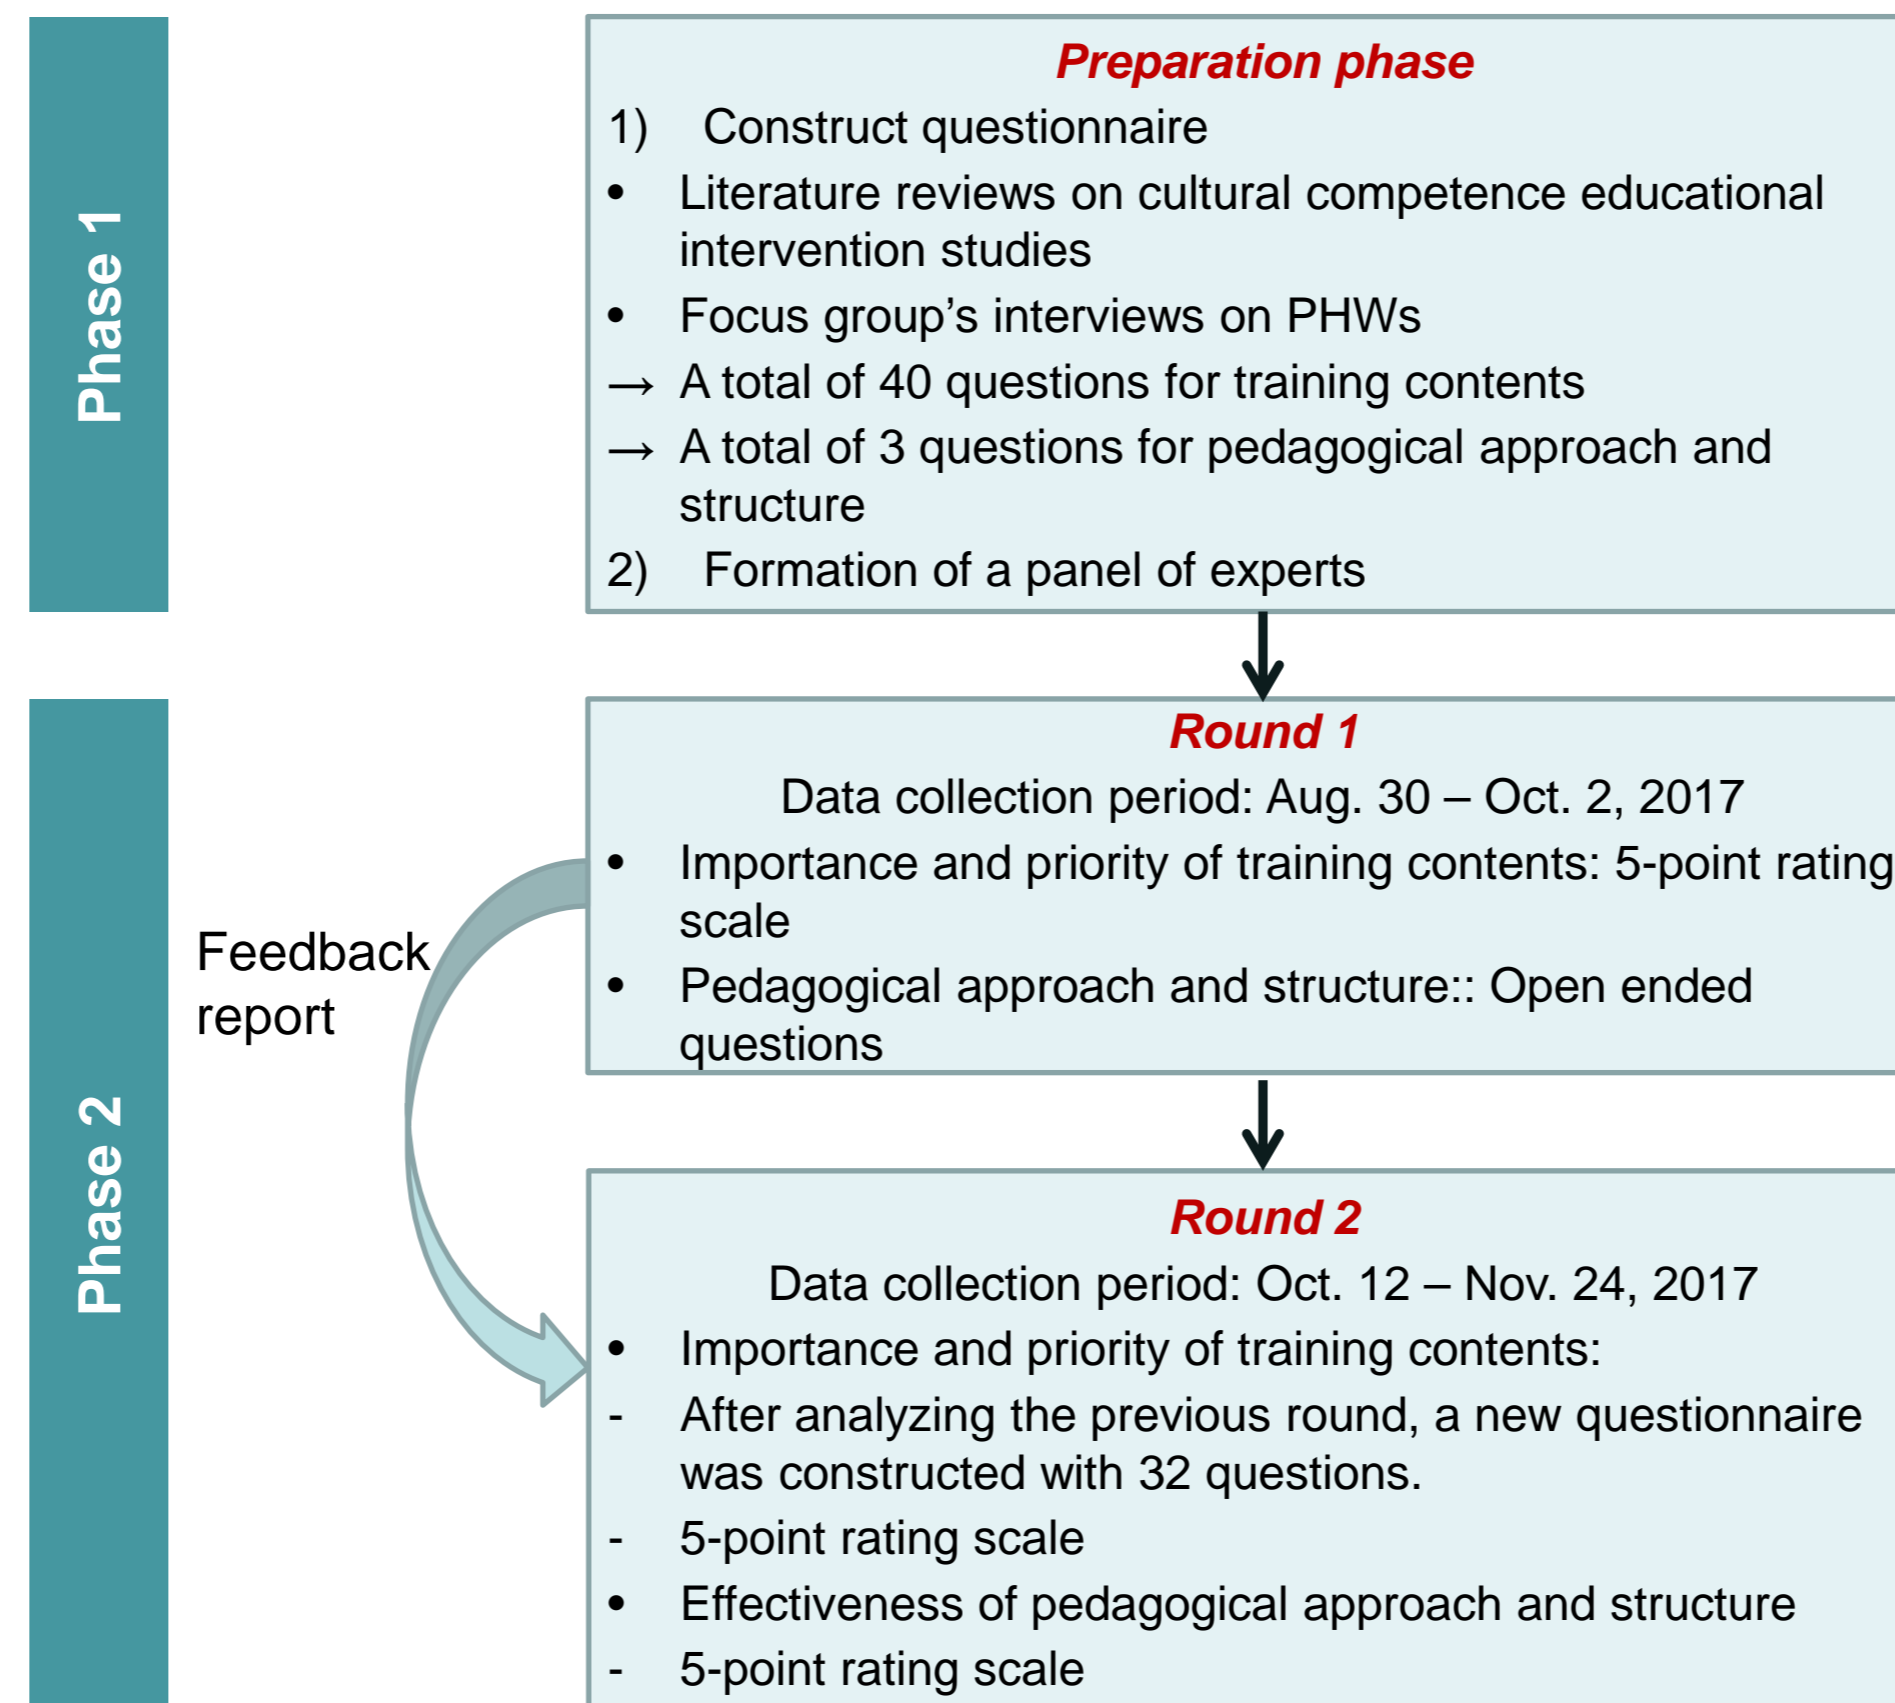 Phase 1
Preparation phase
1) Construct questionnaire
• Literature reviews on cultural competence educational
intervention studies
• Focus group’s interviews on PHWs
→ A total of 40 questions for training contents
→ A total of 3 questions for pedagogical approach and
structure
2) Formation of a panel of experts
Phase 2
Feedback
report
Round 1
Data collection period: Aug. 30 – Oct. 2, 2017
• Importance and priority of training contents: 5-point rating
scale
• Pedagogical approach and structure:: Open ended
questions
Round 2
Data collection period: Oct. 12 – Nov. 24, 2017
• Importance and priority of training contents:
- After analyzing the previous round, a new questionnaire
was constructed with 32 questions.
- 5-point rating scale
• Effectiveness of pedagogical approach and structure
- 5-point rating scale